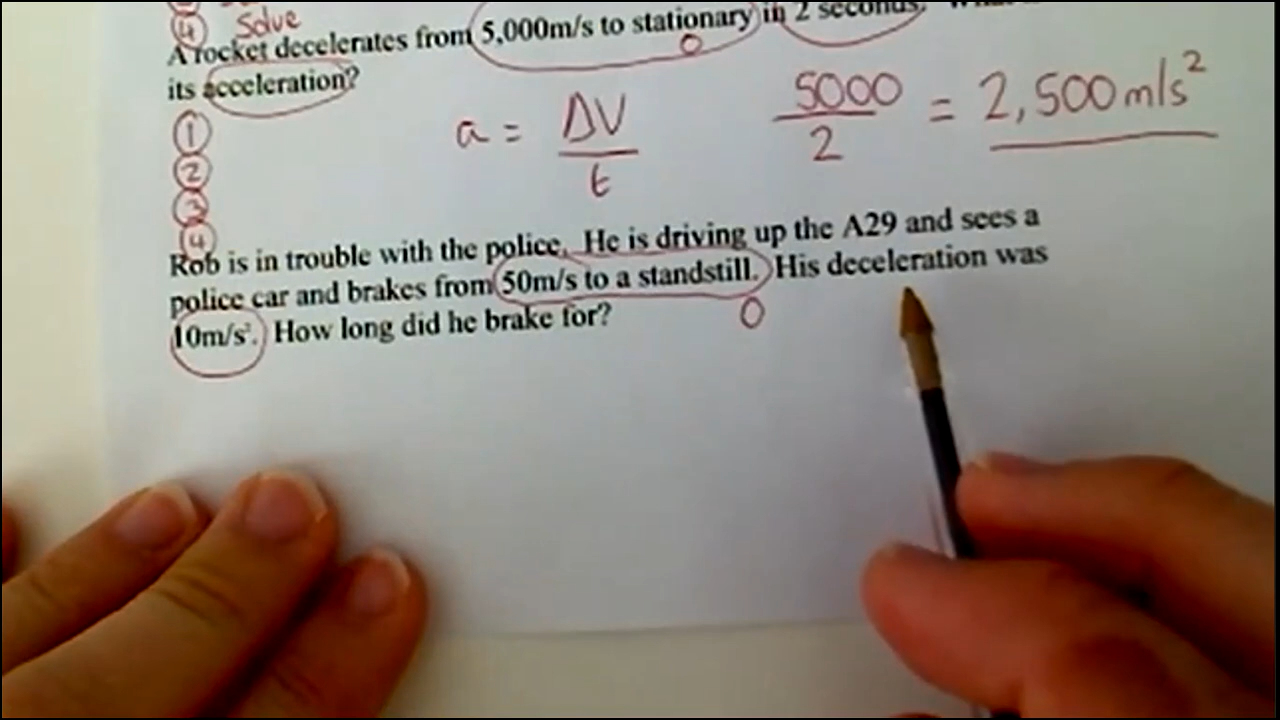 ④ Solve
A rocket decelerates from 5,000m/s to stationary in 2 seconds.
0
its acceleration?
①
②
③
④
a = ΔV / t
5000 / 2 = 2,500 m/s²
Rob is in trouble with the police. He is driving up the A29 and sees a
police car and brakes from 50m/s to a standstill. His deceleration was
0
10m/s². How long did he brake for?